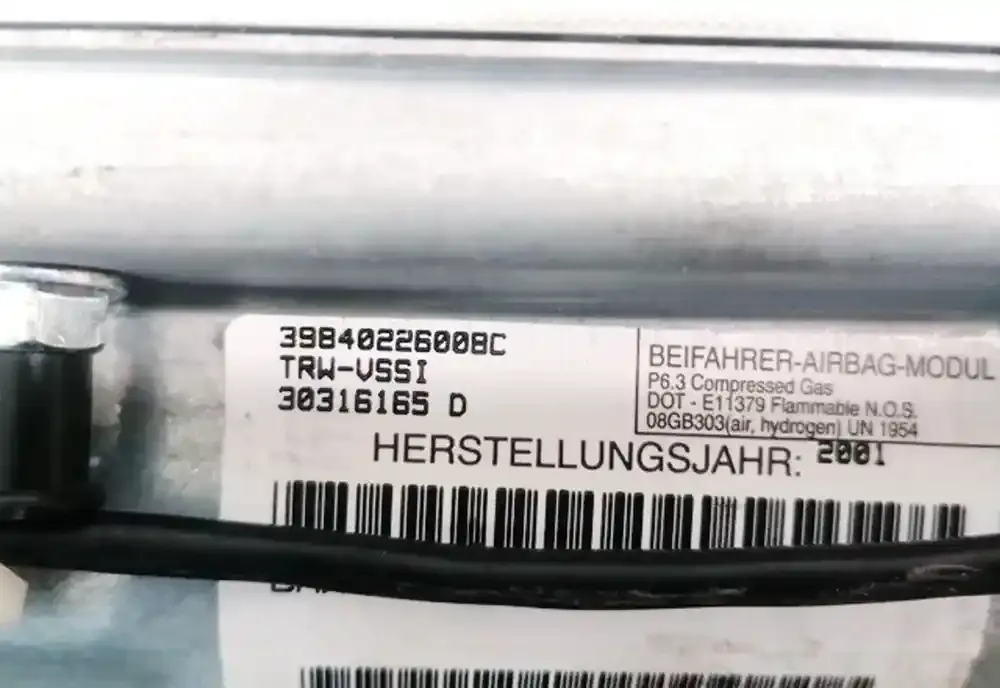 39840226008C
TRW-VSSI
30316165 D
BEIFAHRER-AIRBAG-MODUL
P6.3 Compressed Gas
DOT - E11379 Flammable N.O.S.
08GB303(air, hydrogen) UN 1954
HERSTELLUNGSJAHR: 2001